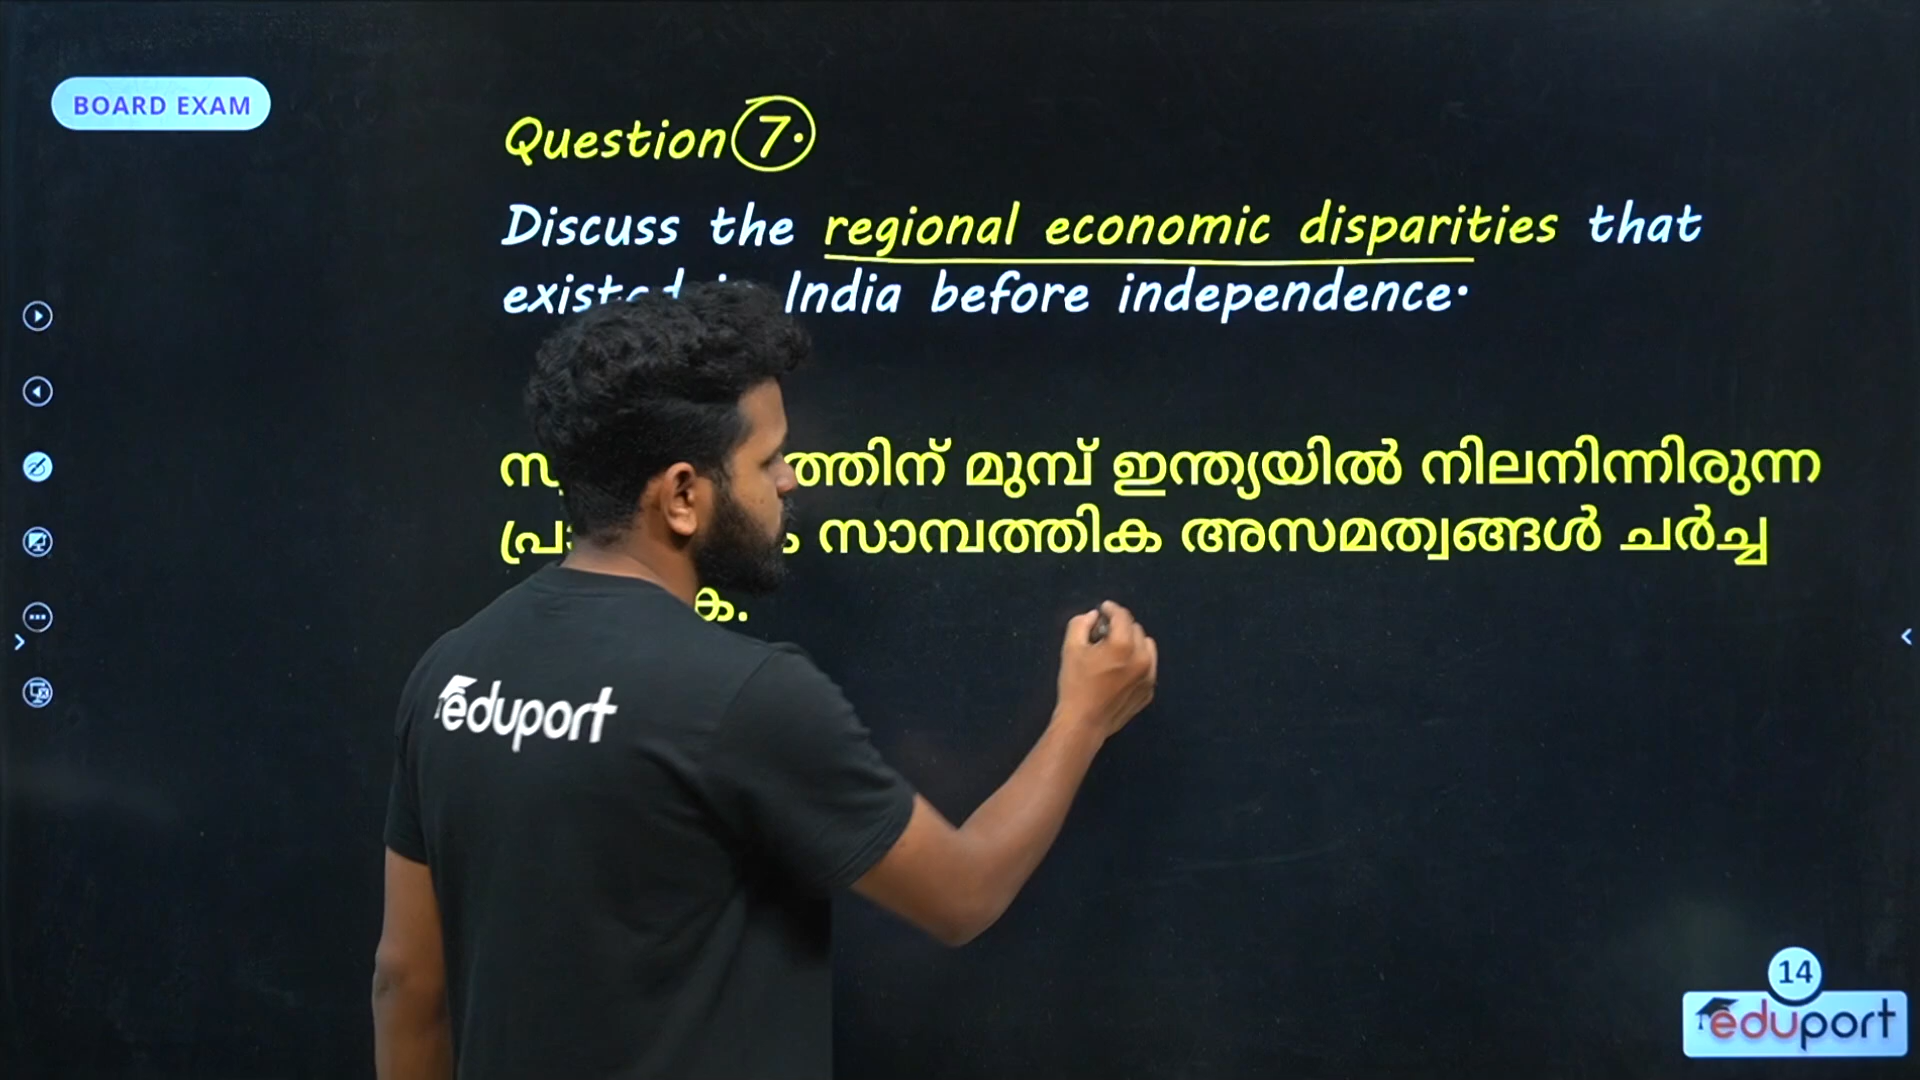 BOARD EXAM
Question 7.
Discuss the regional economic disparities that
India before independence.
മുമ്പ് ഇന്ത്യയിൽ നിലനിന്നിരുന്ന
സാമ്പത്തിക അസമത്വങ്ങൾ ചർച്ച
eduport
14
eduport